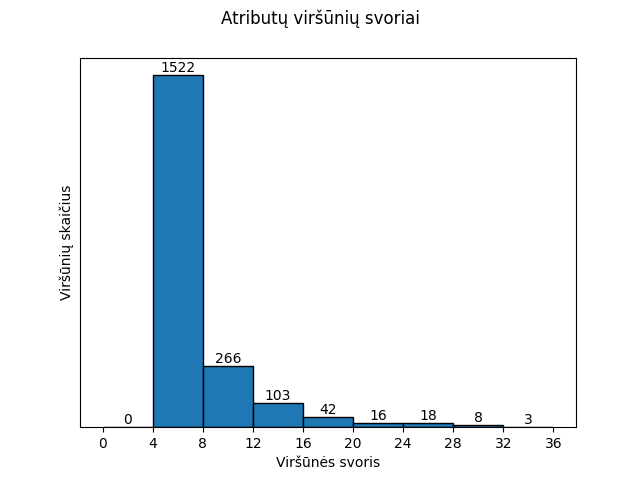 Atributų viršūnių svoriai
Viršūnių skaičius
0
1522
266
103
42
16
18
8
3
0 4 8 12 16 20 24 28 32 36
Viršūnės svoris